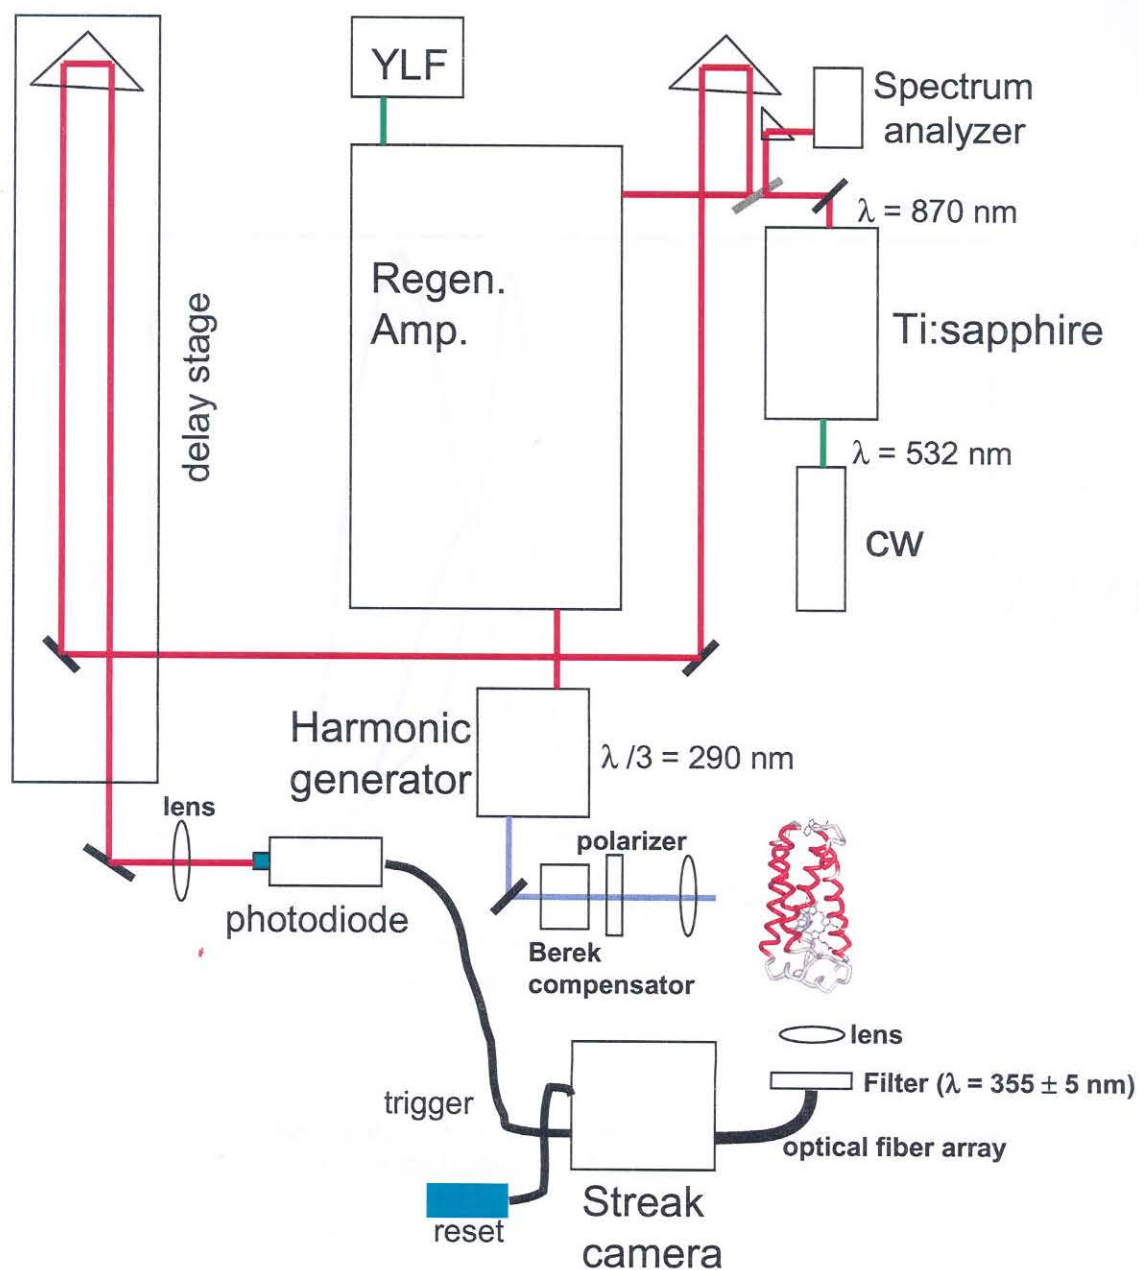 YLF
Spectrum
analyzer
λ = 870 nm
Regen.
Amp.
Ti:sapphire
delay stage
λ = 532 nm
CW
Harmonic
generator
λ /3 = 290 nm
lens
polarizer
photodiode
Berek
compensator
lens
Filter (λ = 355 ± 5 nm)
trigger
optical fiber array
reset
Streak
camera